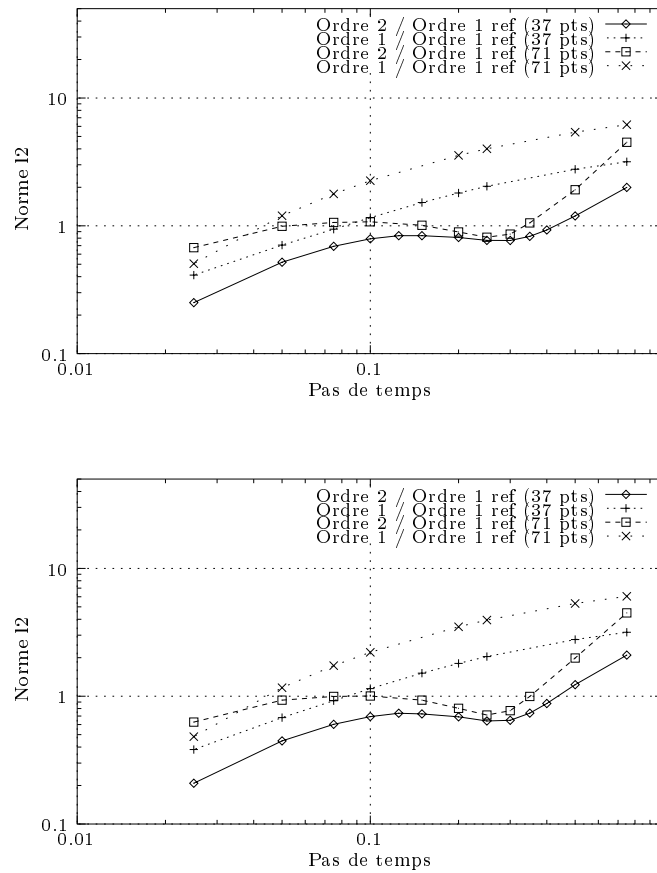 Ordre 2 / Ordre 1 ref (37 pts)
Ordre 1 / Ordre 1 ref (37 pts)
Ordre 2 / Ordre 1 ref (71 pts)
Ordre 1 / Ordre 1 ref (71 pts)
10
Norme l2
1
0.1
0.01
0.1
Pas de temps
Ordre 2 / Ordre 1 ref (37 pts)
Ordre 1 / Ordre 1 ref (37 pts)
Ordre 2 / Ordre 1 ref (71 pts)
Ordre 1 / Ordre 1 ref (71 pts)
10
Norme l2
1
0.1
0.01
0.1
Pas de temps